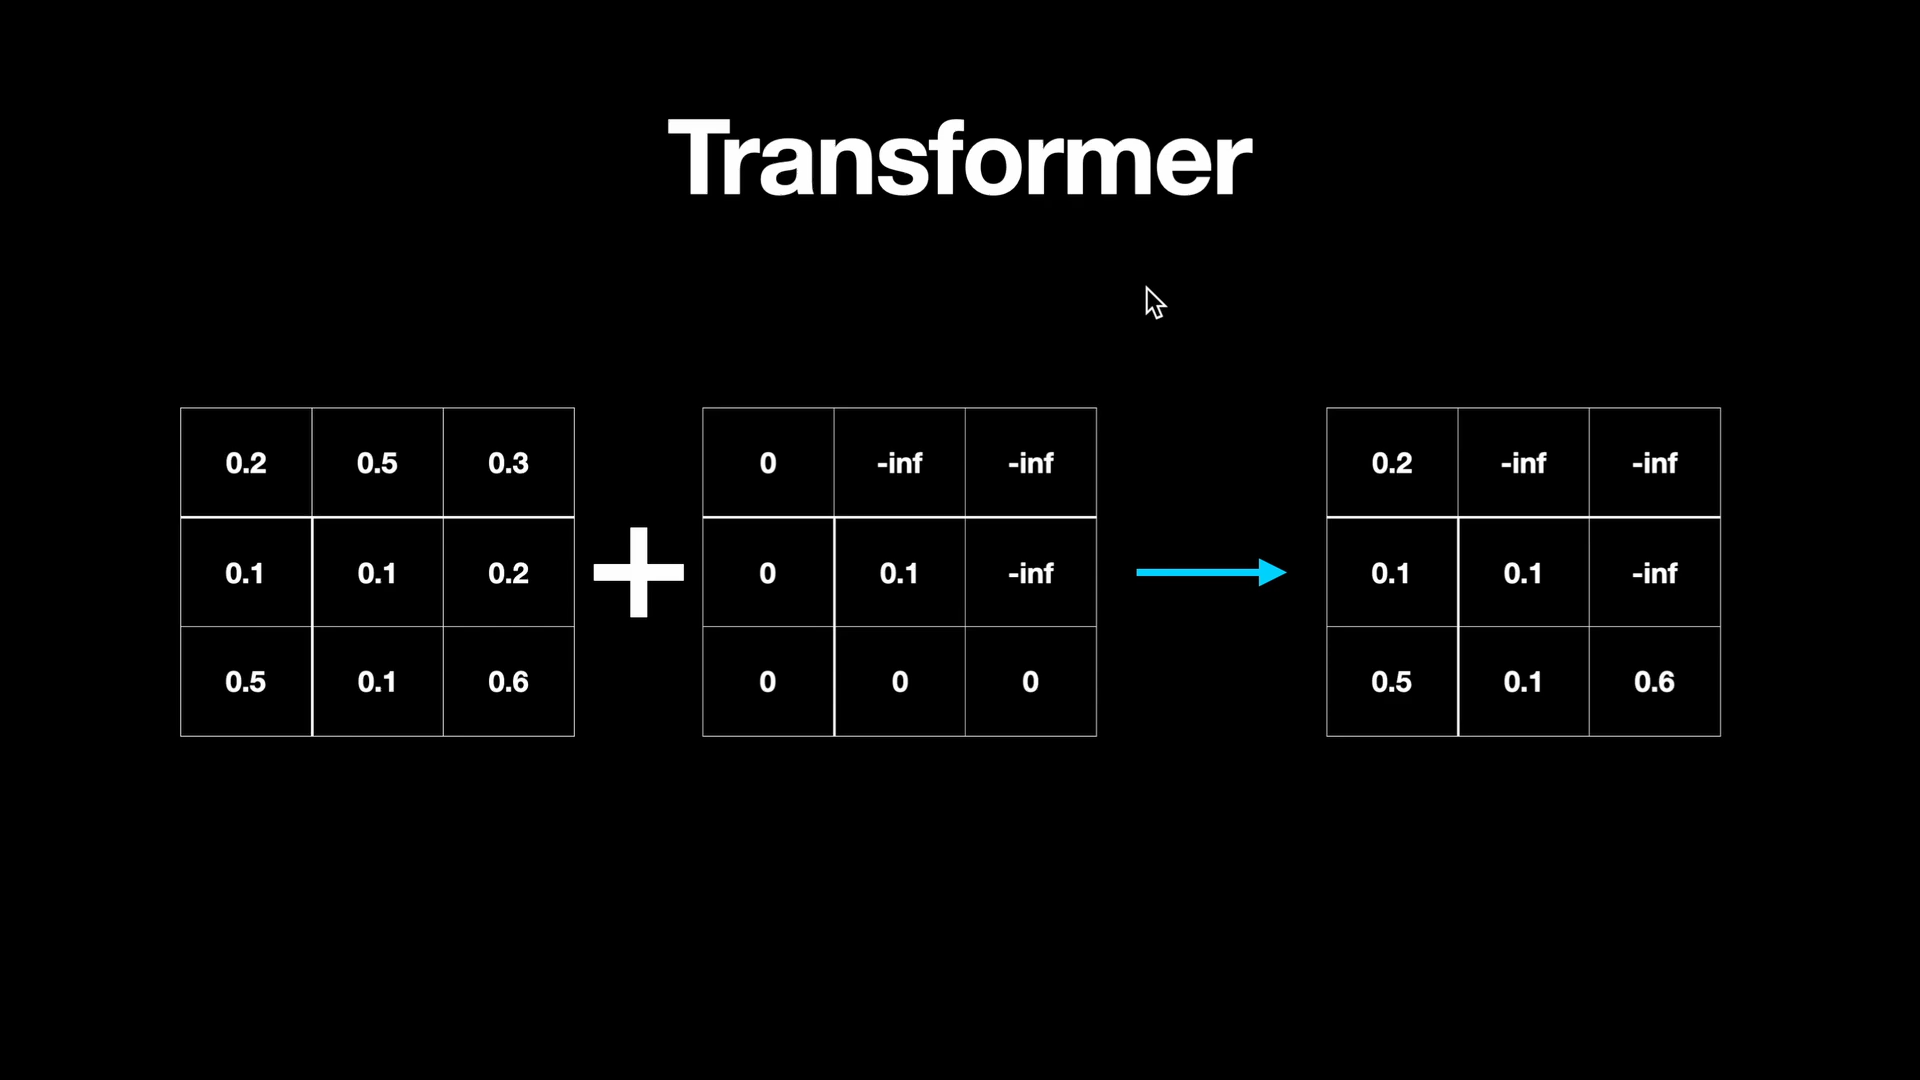 Transformer
0.2 0.5 0.3 0 -inf -inf 0.2 -inf -inf
0.1 0.1 0.2 + 0 0.1 -inf 0.1 0.1 -inf
0.5 0.1 0.6 0 0 0 0.5 0.1 0.6